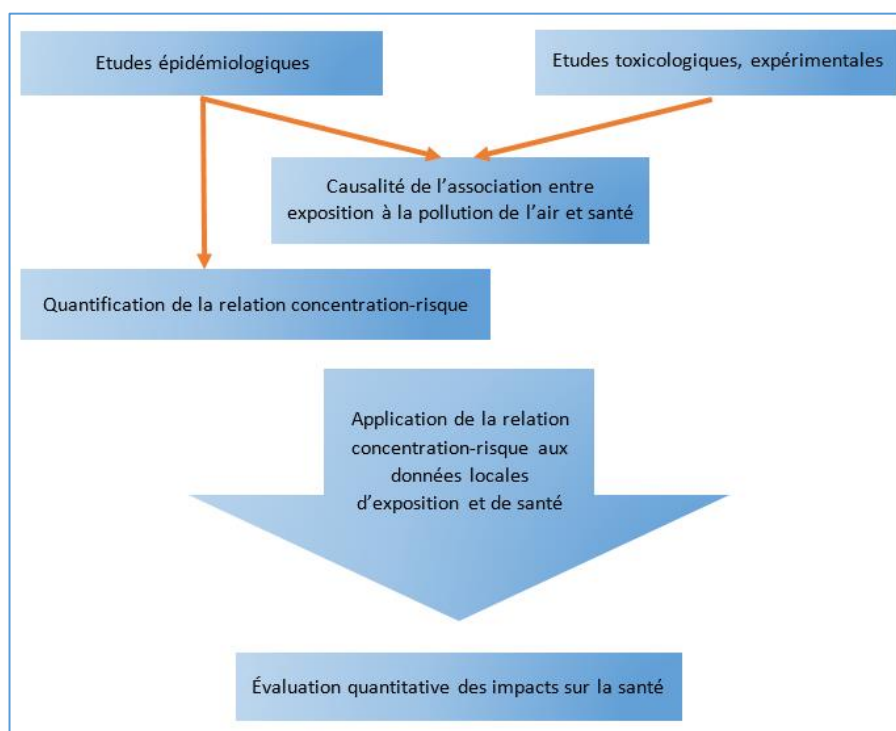 Etudes épidémiologiques
Etudes toxicologiques, expérimentales
Causalité de l'association entre
exposition à la pollution de l'air et santé
Quantification de la relation concentration-risque
Application de la relation
concentration-risque aux
données locales
d'exposition et de santé
Évaluation quantitative des impacts sur la santé